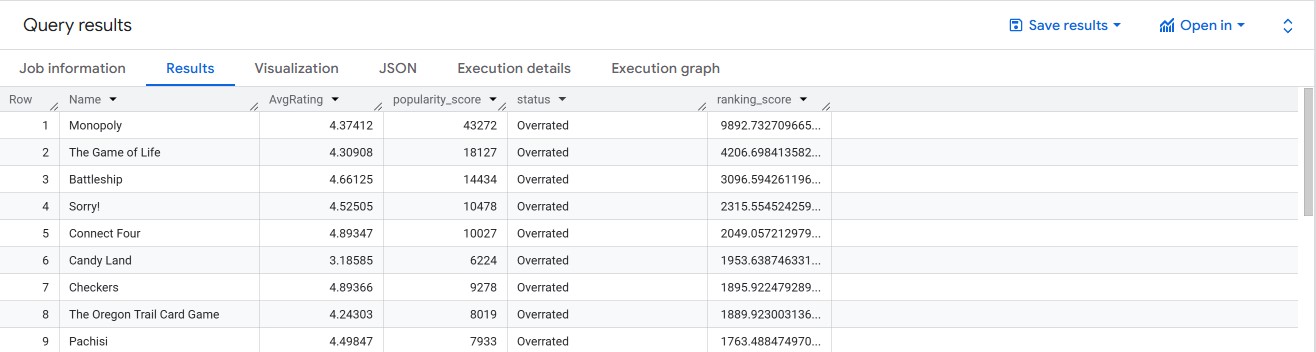 Query results Save results Open in
Job information Results Visualization JSON Execution details Execution graph
Row Name AvgRating popularity_score status ranking_score
1 Monopoly 4.37412 43272 Overrated 9892.732709665...
2 The Game of Life 4.30908 18127 Overrated 4206.698413582...
3 Battleship 4.66125 14434 Overrated 3096.594261196...
4 Sorry! 4.52505 10478 Overrated 2315.554524259...
5 Connect Four 4.89347 10027 Overrated 2049.057212979...
6 Candy Land 3.18585 6224 Overrated 1953.638746331...
7 Checkers 4.89366 9278 Overrated 1895.922479289...
8 The Oregon Trail Card Game 4.24303 8019 Overrated 1889.923003136...
9 Pachisi 4.49847 7933 Overrated 1763.488474970...